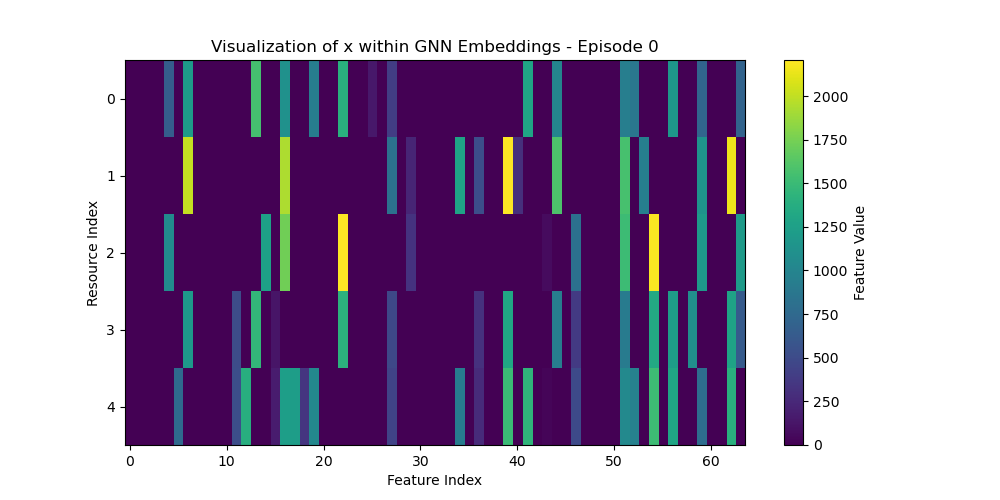 Visualization of x within GNN Embeddings - Episode 0
Resource Index
0
1
2
3
4
0 10 20 30 40 50 60
Feature Index
2000
1750
1500
1250
1000
750
500
250
0
Feature Value